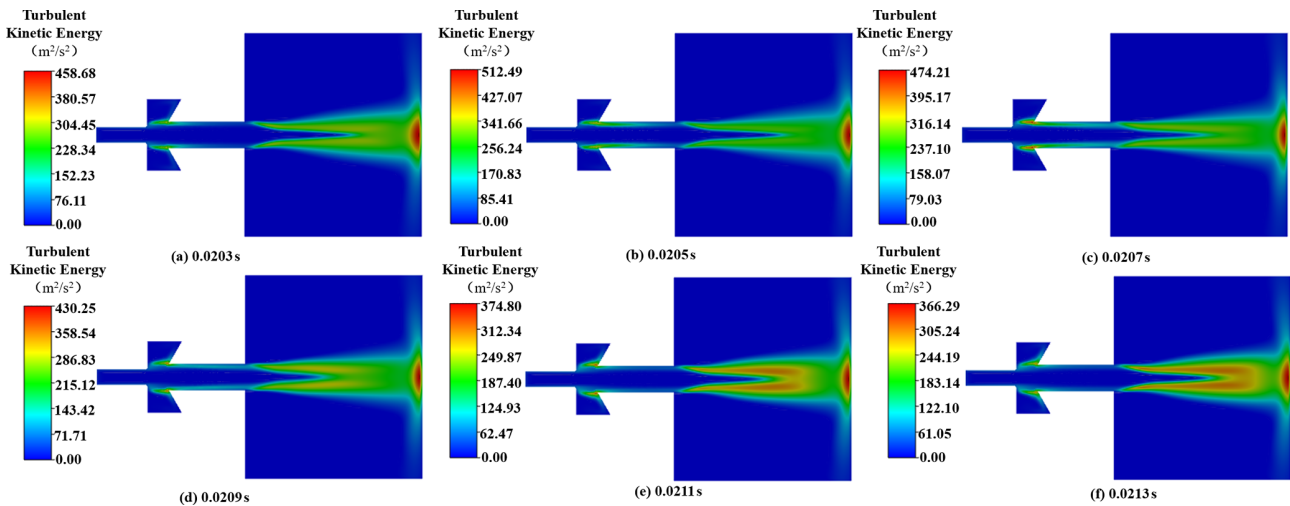 Turbulent
Kinetic Energy
（m²/s²）
458.68
380.57
304.45
228.34
152.23
76.11
0.00
(a) 0.0203s
Turbulent
Kinetic Energy
（m²/s²）
512.49
427.07
341.66
256.24
170.83
85.41
0.00
(b) 0.0205s
Turbulent
Kinetic Energy
（m²/s²）
474.21
395.17
316.14
237.10
158.07
79.03
0.00
(c) 0.0207s
Turbulent
Kinetic Energy
（m²/s²）
430.25
358.54
286.83
215.12
143.42
71.71
0.00
(d) 0.0209s
Turbulent
Kinetic Energy
（m²/s²）
374.80
312.34
249.87
187.40
124.93
62.47
0.00
(e) 0.0211s
Turbulent
Kinetic Energy
（m²/s²）
366.29
305.24
244.19
183.14
122.10
61.05
0.00
(f) 0.0213s